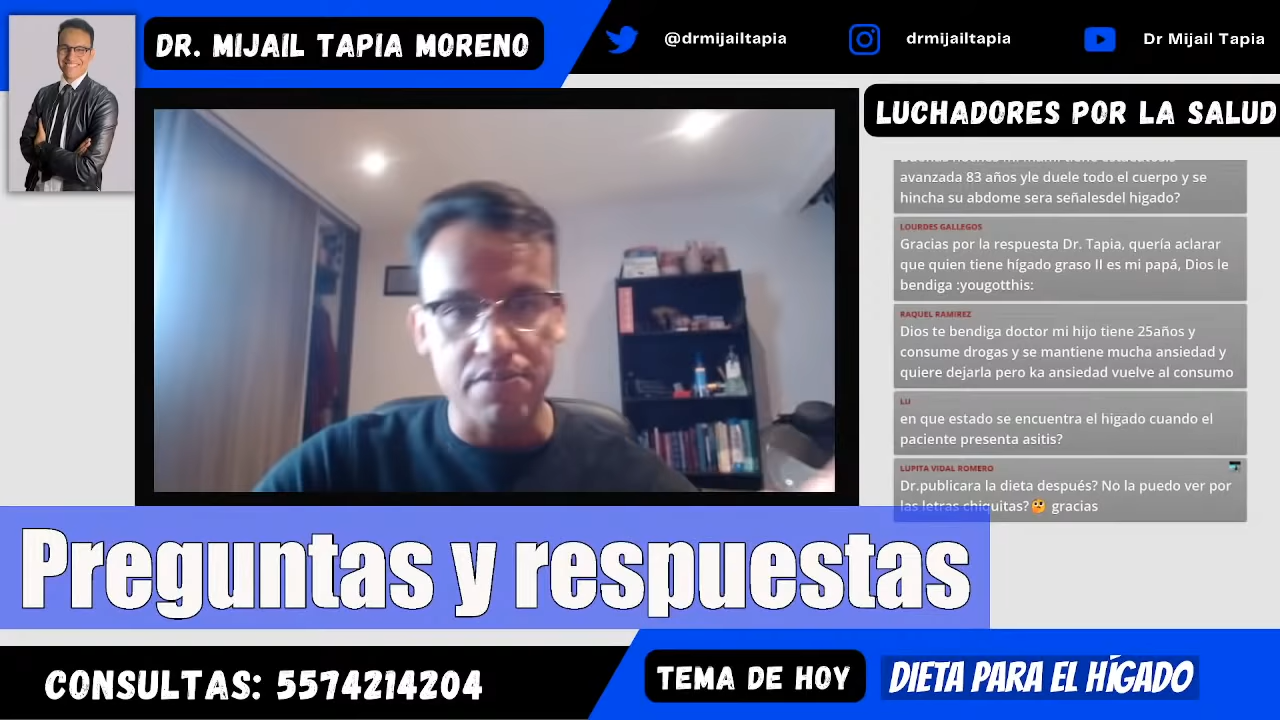 DR. MIJAIL TAPIA MORENO
@drmijailtapia
drmijailtapia
Dr Mijail Tapia
LUCHADORES POR LA SALUD
avanzada 83 años yle duele todo el cuerpo y se
hincha su abdome sera señalesdel higado?
LOURDES GALLEGOS
Gracias por la respuesta Dr. Tapia, quería aclarar
que quien tiene hígado graso II es mi papá, Dios le
bendiga :yougotthis:
RAQUEL RAMIREZ
Dios te bendiga doctor mi hijo tiene 25años y
consume drogas y se mantiene mucha ansiedad y
quiere dejarla pero ka ansiedad vuelve al consumo
LU
en que estado se encuentra el higado cuando el
paciente presenta asitis?
LUPITA VIDAL ROMERO
Dr.publicara la dieta después? No la puedo ver por
las letras chiquitas?🤔 gracias
Preguntas y respuestas
CONSULTAS: 5574214204
TEMA DE HOY
DIETA PARA EL HÍGADO